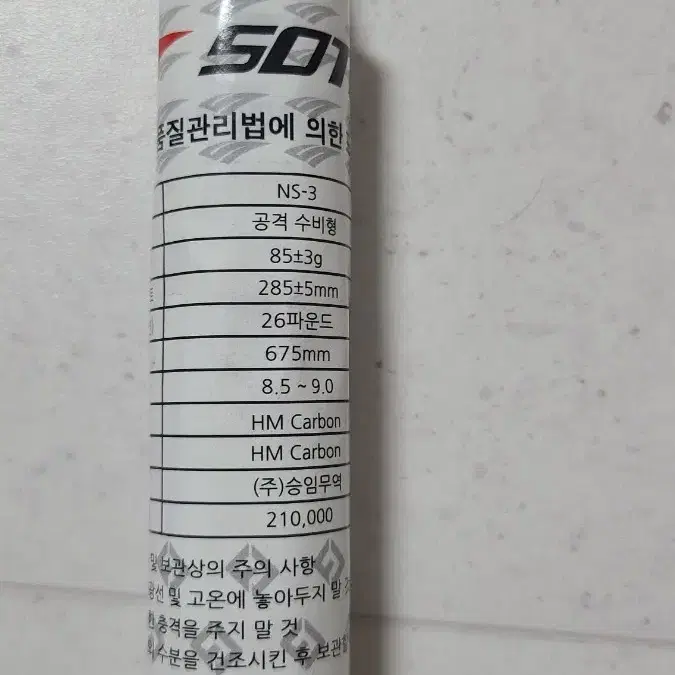 품질관리법에 의한
NS-3
공격 수비형
85±3g
285±5mm
26파운드
675mm
8.5 ~ 9.0
HM Carbon
HM Carbon
(주)승임무역
210,000
및 보관상의 주의 사항
광선 및 고온에 놓아두지 말 것
충격을 주지 말 것
수분을 건조시킨 후 보관